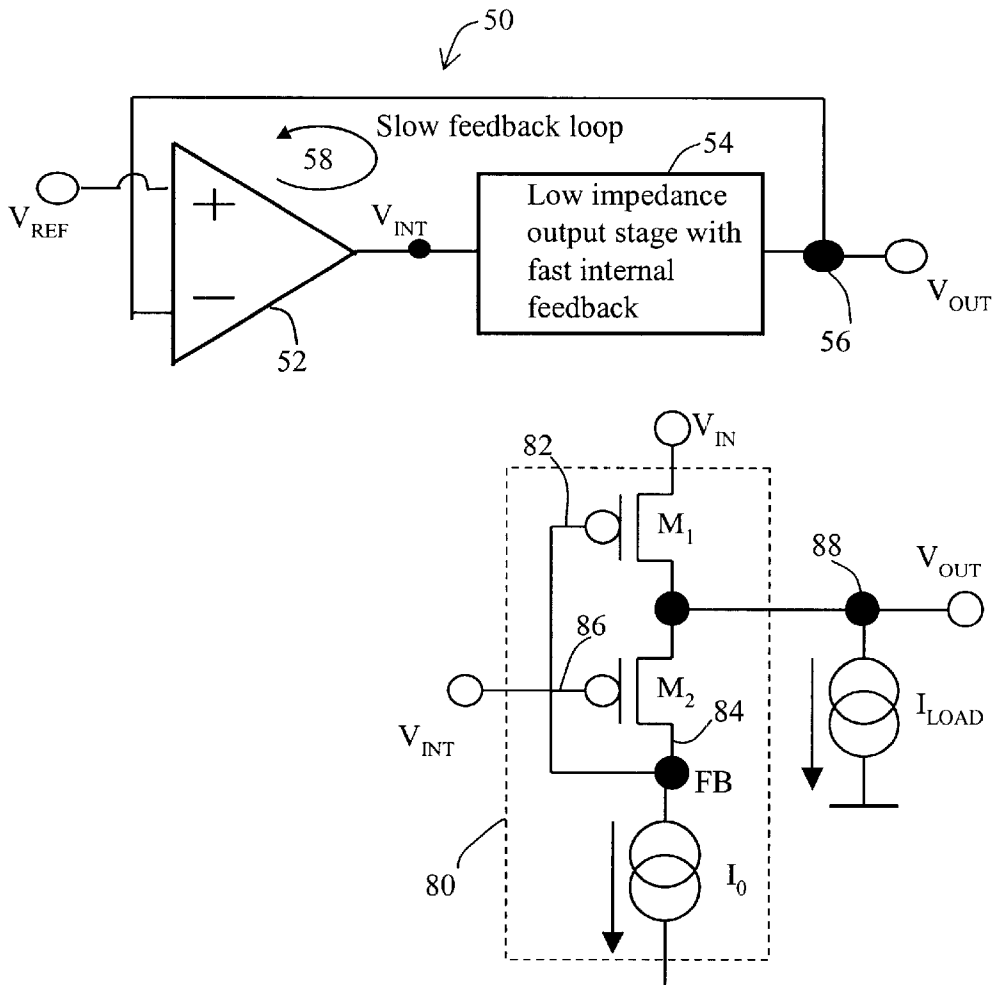 50
Slow feedback loop
58
54
V_REF
+
−
V_INT
Low impedance
output stage with
fast internal
feedback
V_OUT
52
56
V_IN
82
M_1
88
V_OUT
86
M_2
84
I_LOAD
V_INT
FB
80
I_0